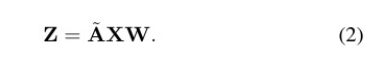 Z = ÃXW. (2)